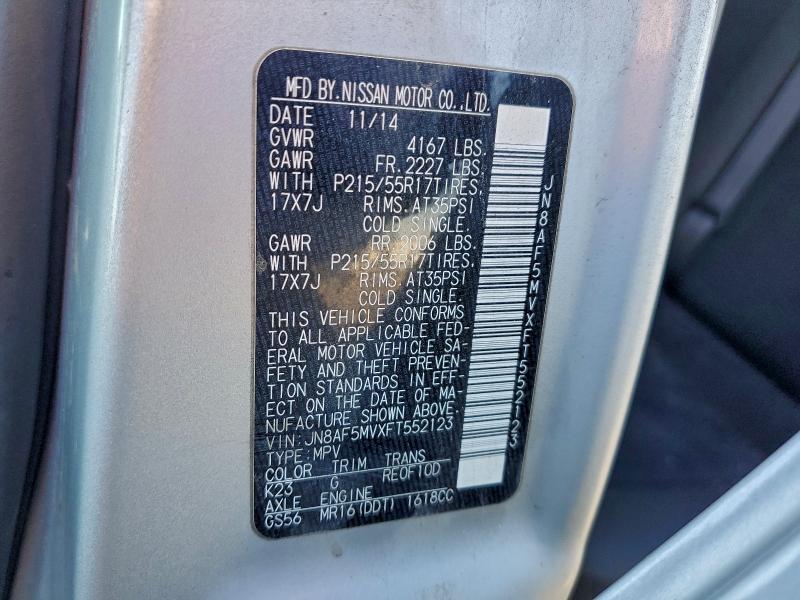 MFD BY.NISSAN MOTOR CO.,LTD.
DATE 11/14
GVWR 4167 LBS.
GAWR FR.2227 LBS.
WITH P215/55R17TIRES,
17X7J RIMS.AT35PSI
COLD SINGLE.
GAWR RR.2006 LBS.
WITH P215/55R17TIRES,
17X7J RIMS.AT35PSI
COLD SINGLE.
THIS VEHICLE CONFORMS
TO ALL APPLICABLE FED-
ERAL MOTOR VEHICLE SA-
FETY AND THEFT PREVEN-
TION STANDARDS IN EFF-
ECT ON THE DATE OF MA-
NUFACTURE SHOWN ABOVE.
VIN:JN8AF5MVXFT552123
TYPE:MPV
COLOR TRIM TRANS
K23 G RE0F10D
AXLE ENGINE
GS56 MR16(DDT) 1618CC
JN8AF5MVXFT552123